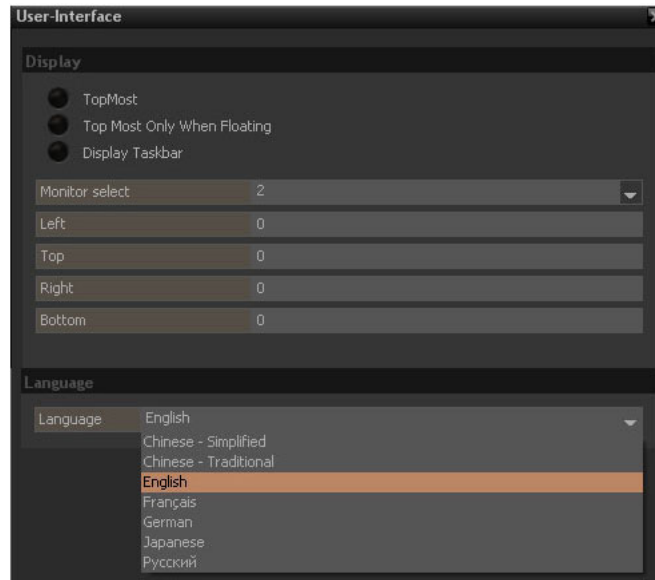 User-Interface
Display
TopMost
Top Most Only When Floating
Display Taskbar
Monitor select 2
Left 0
Top 0
Right 0
Bottom 0
Language
Language English
Chinese - Simplified
Chinese - Traditional
English
Français
German
Japanese
Русский